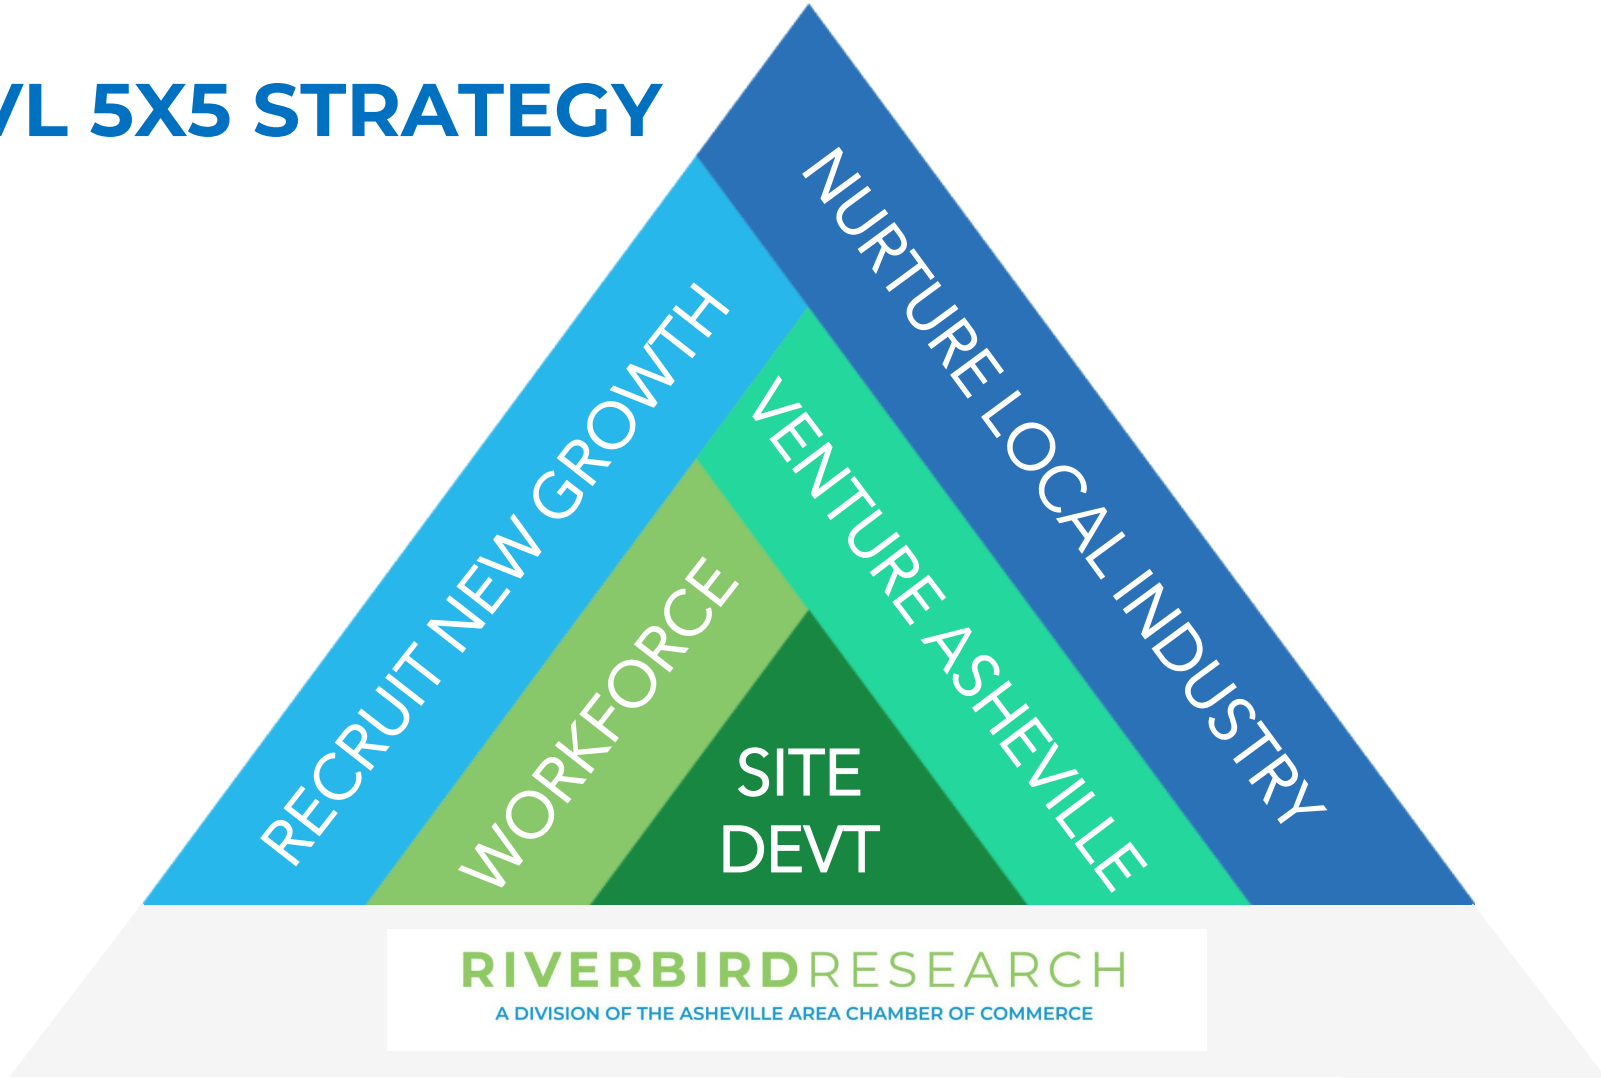 VL 5X5 STRATEGY
NURTURE LOCAL INDUSTRY
RECRUIT NEW GROWTH
VENTURE ASHEVILLE
WORKFORCE
SITE
DEVT
RIVERBIRDRESEARCH
A DIVISION OF THE ASHEVILLE AREA CHAMBER OF COMMERCE